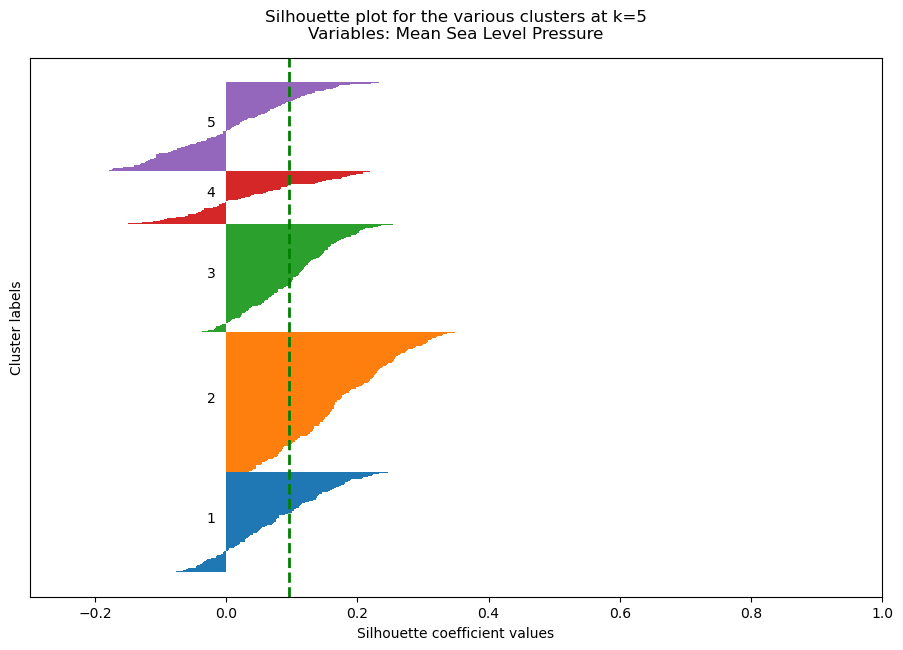 Silhouette plot for the various clusters at k=5
Variables: Mean Sea Level Pressure
5
4
3
2
1
Cluster labels
−0.2 0.0 0.2 0.4 0.6 0.8 1.0
Silhouette coefficient values